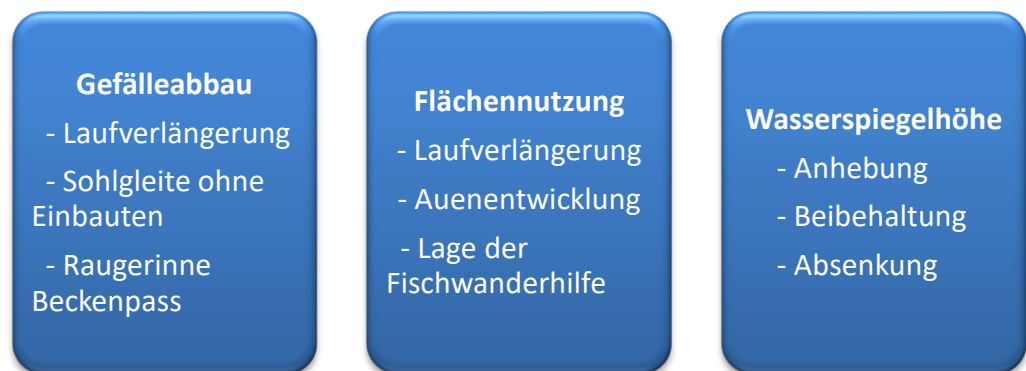 Gefälleabbau
- Laufverlängerung
- Sohlgleite ohne
Einbauten
- Raugerinne
Beckenpass
Flächennutzung
- Laufverlängerung
- Auenentwicklung
- Lage der
Fischwanderhilfe
Wasserspiegelhöhe
- Anhebung
- Beibehaltung
- Absenkung